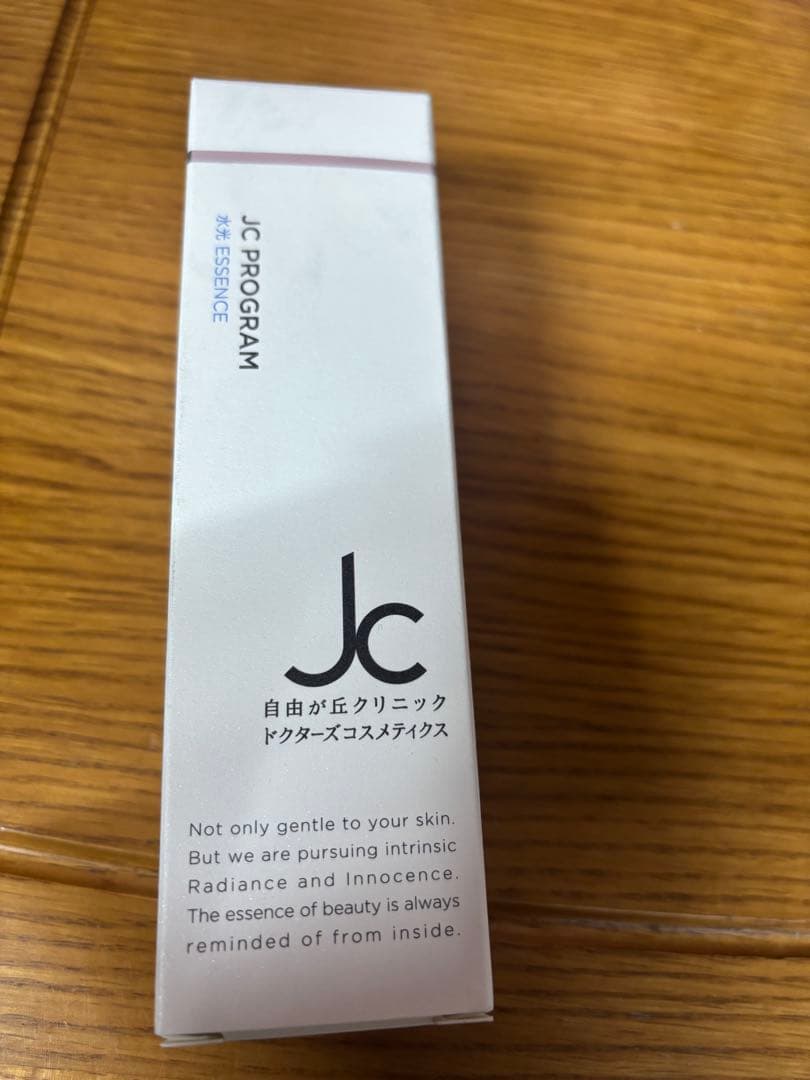 JC PROGRAM
水光 ESSENCE
Jc
自由が丘クリニック
ドクターズコスメティクス
Not only gentle to your skin.
But we are pursuing intrinsic
Radiance and Innocence.
The essence of beauty is always
reminded of from inside.